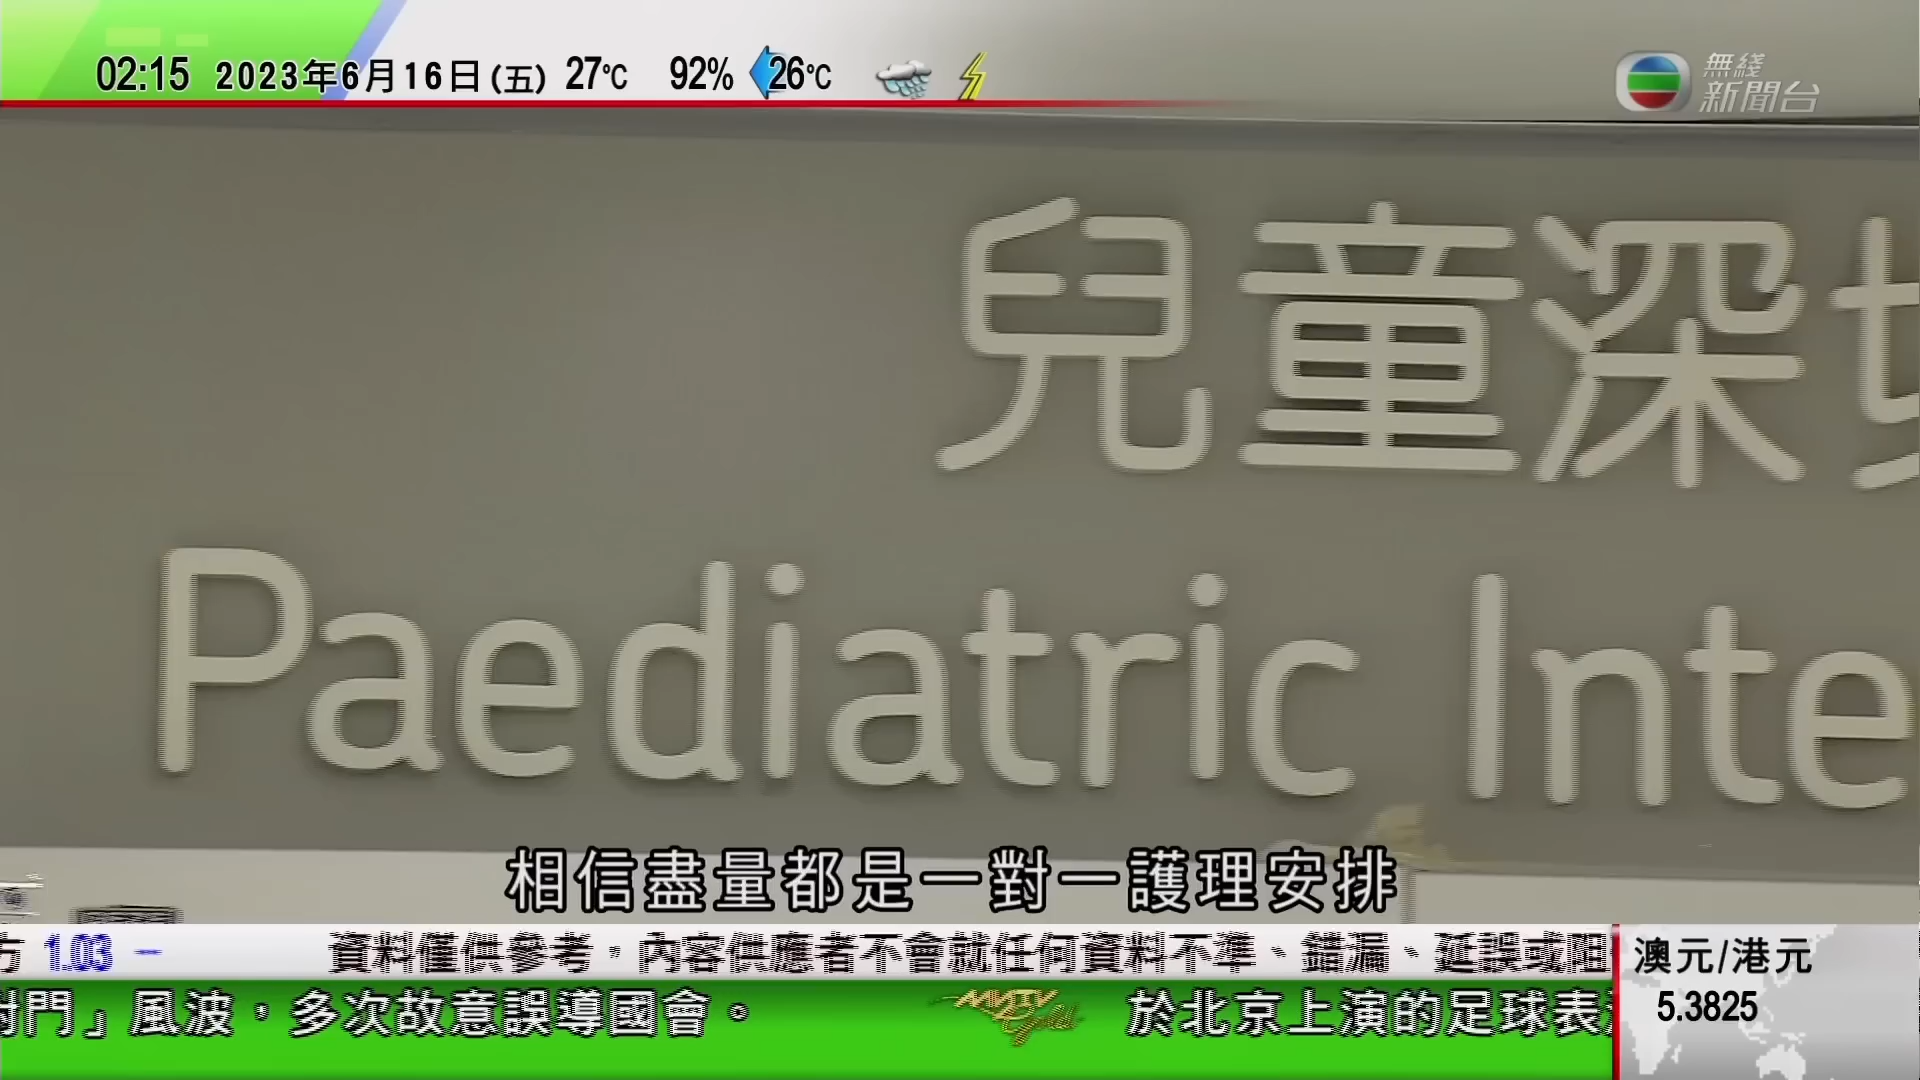 02:15 2023年6月16日(五) 27℃ 92% 26℃
無綫
新聞台
兒童深
Paediatric Inte
相信盡量都是一對一護理安排
方 1.03 – 資料僅供參考，內容供應者不會就任何資料不準、錯漏、延誤或阻
澳元/港元
5.3825
門」風波，多次故意誤導國會。 於北京上演的足球表